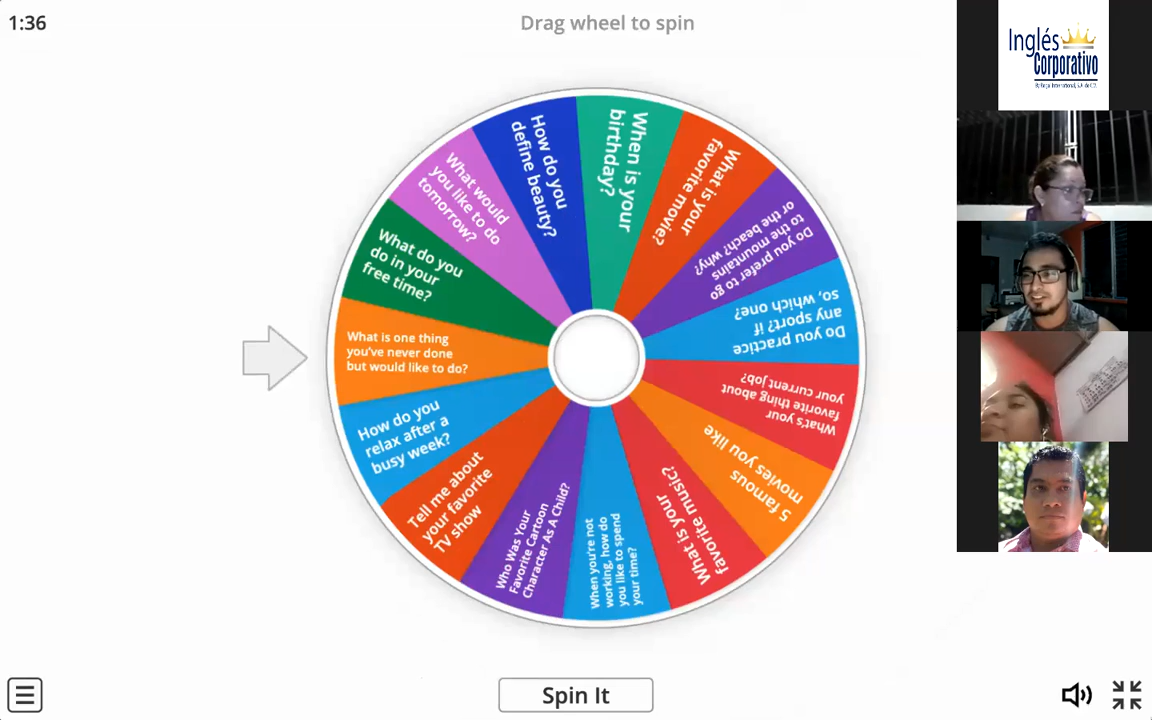 1:36
Drag wheel to spin
When is your
birthday?
What is your
favorite movie?
Do you prefer to go
to the mountains
or the beach? why?
Do you practice
any sport? if
so, which one?
What's your
favorite thing about
your current job?
5 famous
movies you like
What is your
favorite music?
When you're not
working, how do
you like to spend
your time?
Who Was Your
Favorite Cartoon
Character As A Child?
Tell me about
your favorite
TV show
How do you
relax after a
busy week?
What is one thing
you've never done
but would like to do?
What do you
do in your
free time?
What would
you like to do
tomorrow?
How do you
define beauty?
Spin It
Inglés
Corporativo